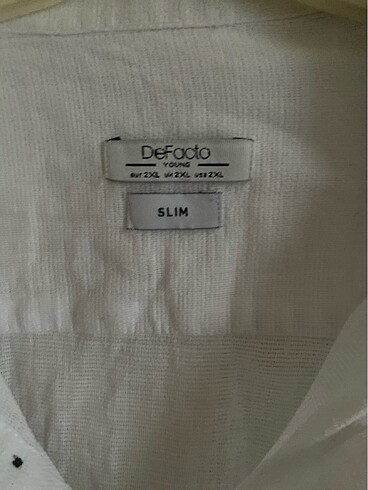 DeFacto
YOUNG
eur 2XL uk 2XL usa 2XL
SLIM